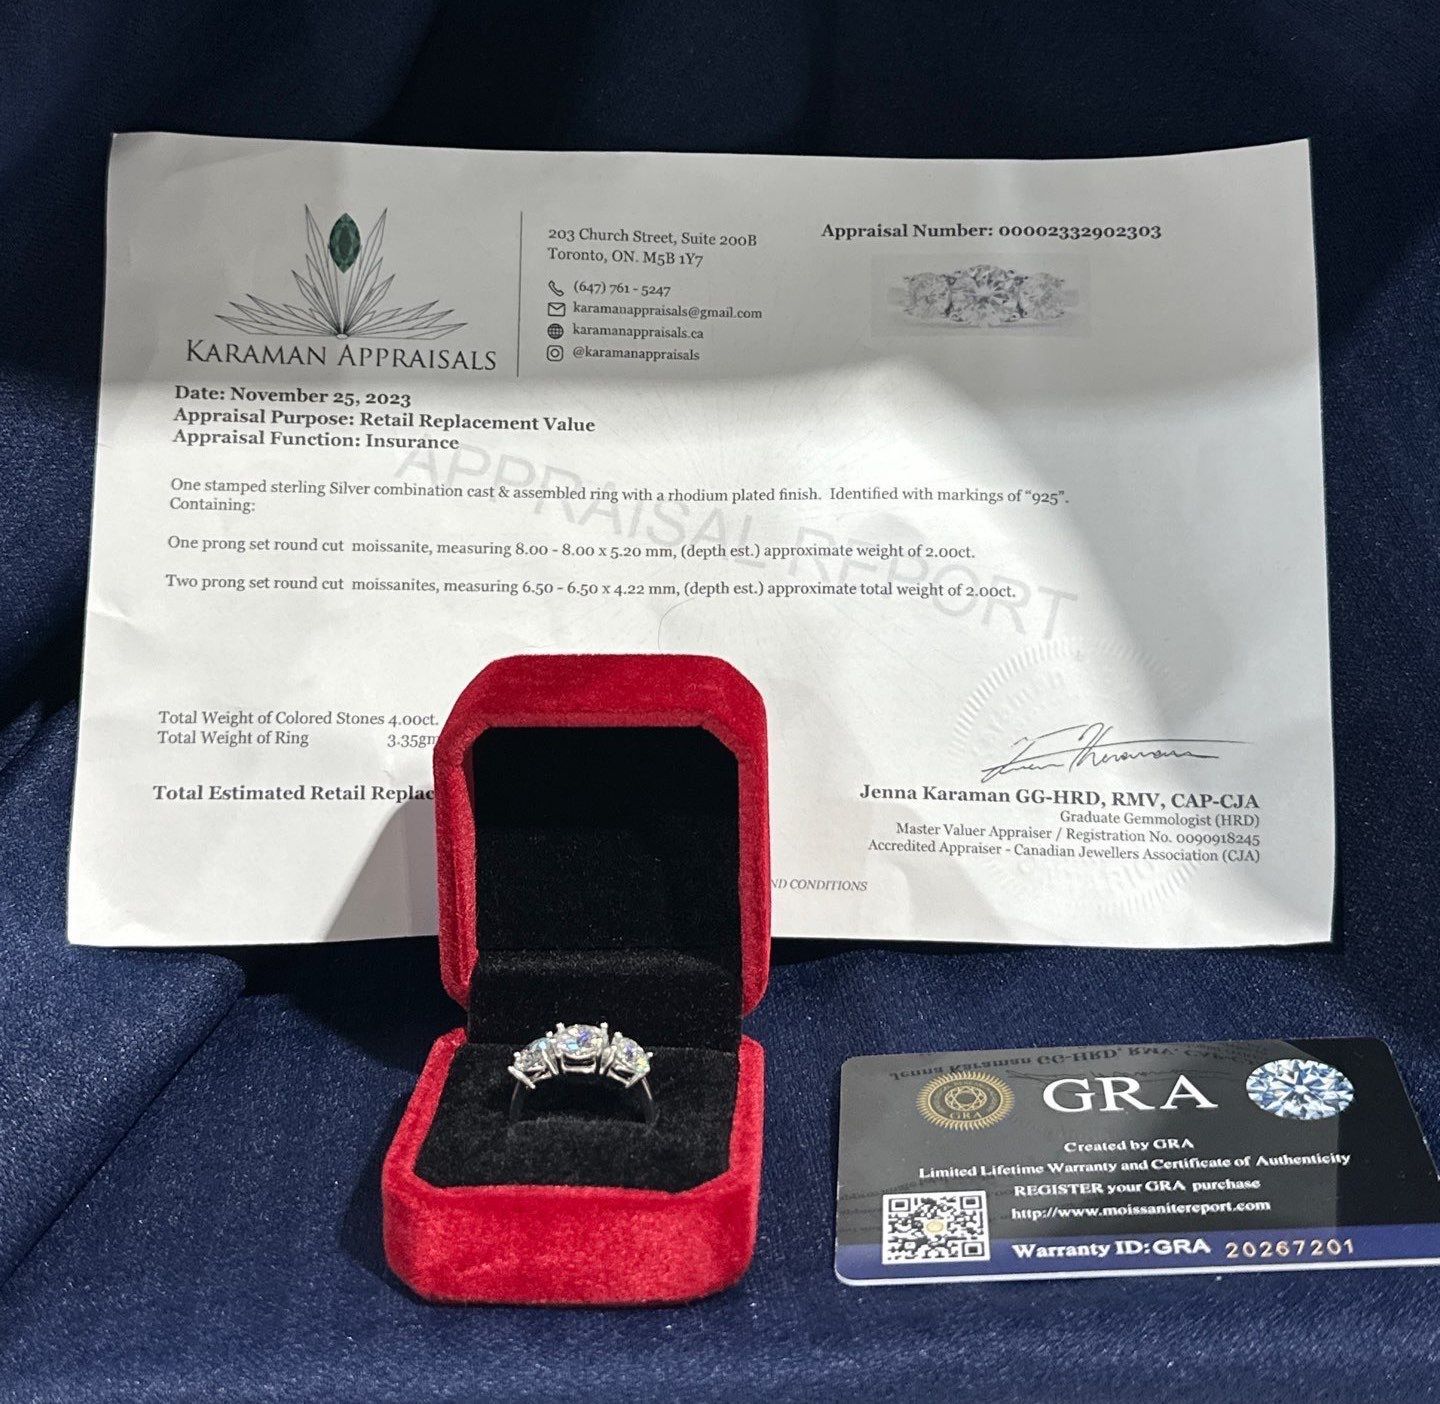 KARAMAN APPRAISALS
203 Church Street, Suite 200B
Toronto, ON. M5B 1Y7
(647) 761 - 5247
karamanappraisals@gmail.com
karamanappraisals.ca
@karamanappraisals
Appraisal Number: 00002332902303
Date: November 25, 2023
Appraisal Purpose: Retail Replacement Value
Appraisal Function: Insurance
APPRAISAL REPORT
One stamped sterling Silver combination cast & assembled ring with a rhodium plated finish. Identified with markings of "925".
Containing:
One prong set round cut moissanite, measuring 8.00 - 8.00 x 5.20 mm, (depth est.) approximate weight of 2.00ct.
Two prong set round cut moissanites, measuring 6.50 - 6.50 x 4.22 mm, (depth est.) approximate total weight of 2.00ct.
Total Weight of Colored Stones 4.00ct.
Total Weight of Ring 3.35gm
Total Estimated Retail Replac
Jenna Karaman GG-HRD, RMV, CAP-CJA
Graduate Gemmologist (HRD)
Master Valuer Appraiser / Registration No. 0090918245
Accredited Appraiser - Canadian Jewellers Association (CJA)
ND CONDITIONS
GRA
GRA
Created by GRA
Limited Lifetime Warranty and Certificate of Authenticity
REGISTER your GRA purchase
http://www.moissanitereport.com
Warranty ID:GRA 20267201